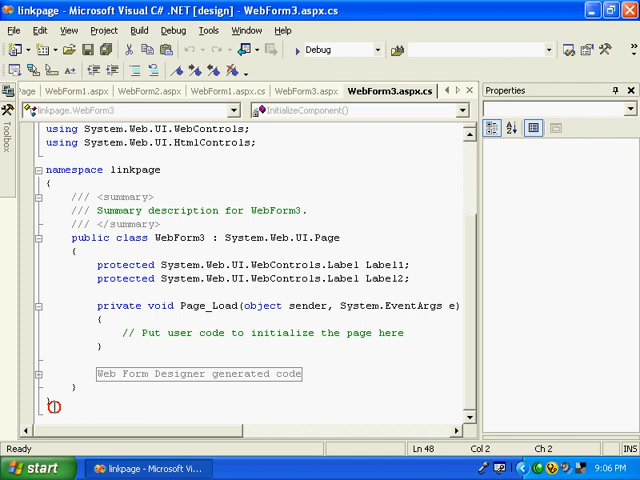 linkpage - Microsoft Visual C# .NET [design] - WebForm3.aspx.cs
File Edit View Project Build Debug Tools Window Help
Debug
Page WebForm1.aspx WebForm2.aspx WebForm1.aspx.cs WebForm3.aspx WebForm3.aspx.cs
Properties
linkpage.WebForm3 InitializeComponent()
Toolbox
using System.Web.UI.WebControls;
using System.Web.UI.HtmlControls;
namespace linkpage
{
/// <summary>
/// Summary description for WebForm3.
/// </summary>
public class WebForm3 : System.Web.UI.Page
{
protected System.Web.UI.WebControls.Label Label1;
protected System.Web.UI.WebControls.Label Label2;
private void Page_Load(object sender, System.EventArgs e)
{
// Put user code to initialize the page here
}
Web Form Designer generated code
}
}
Ready Ln 48 Col 2 Ch 2 INS
start linkpage - Microsoft Vi... 9:06 PM